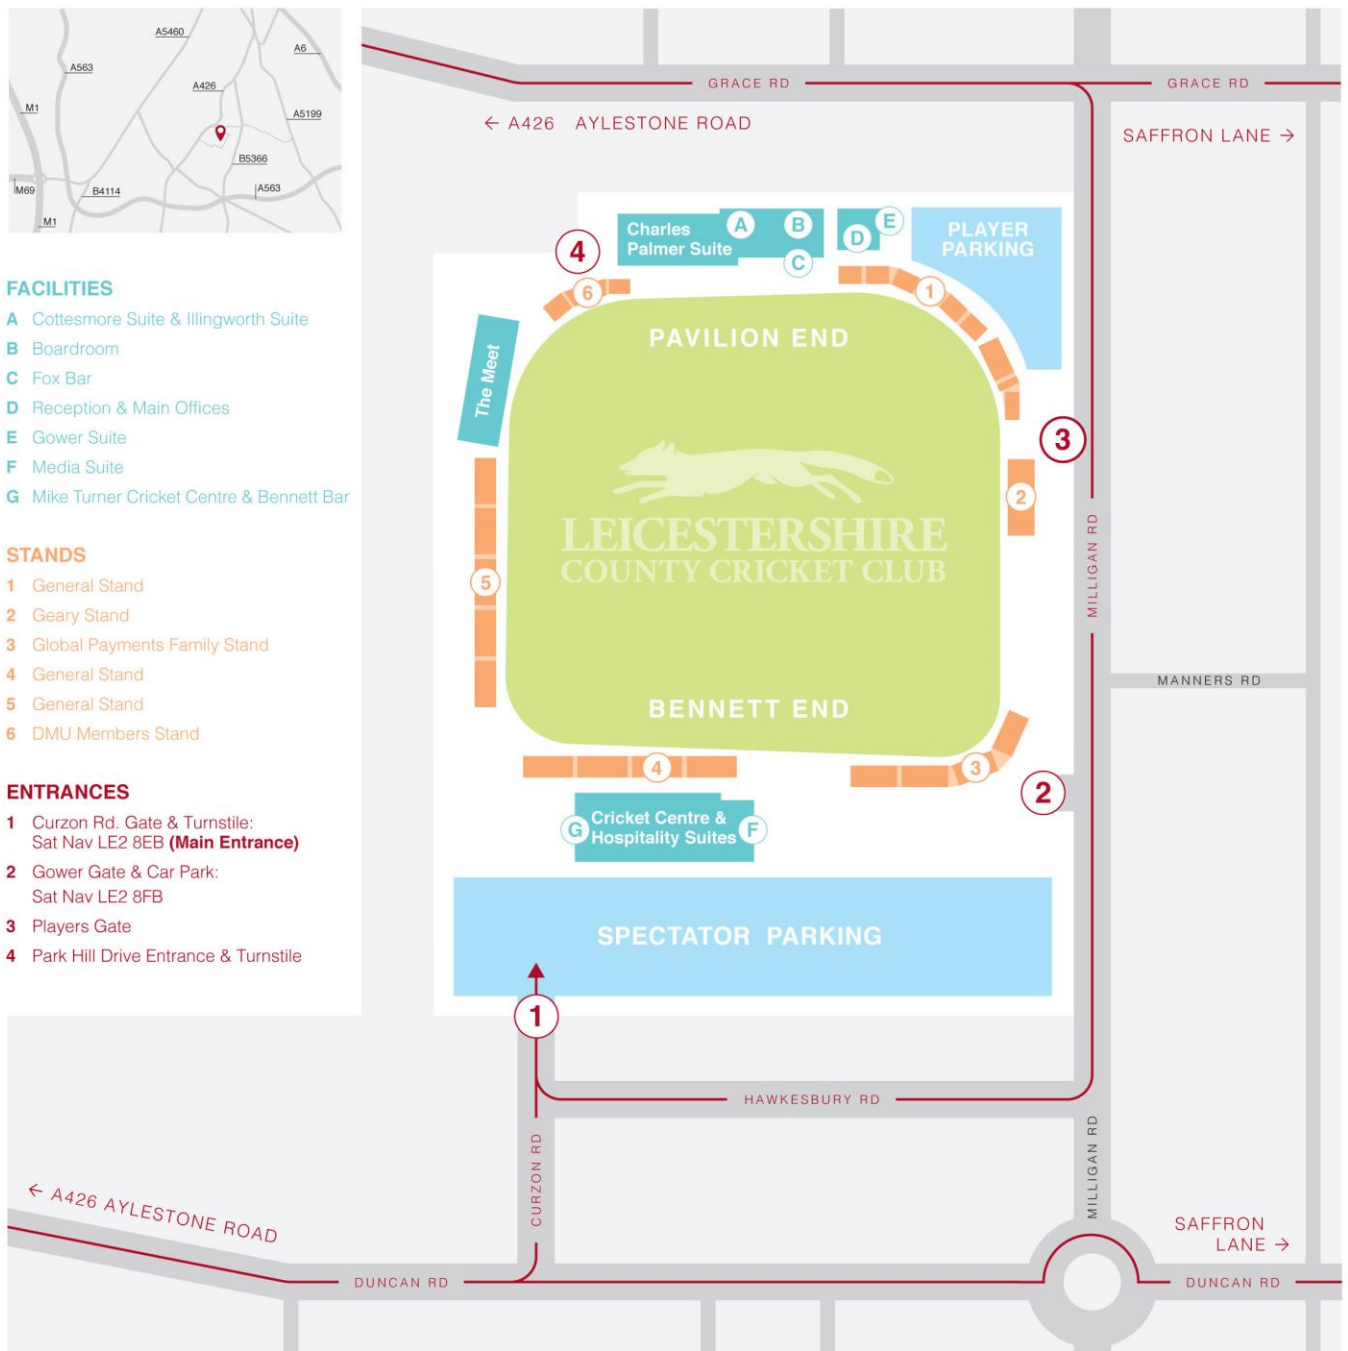 A5460
A6
A563
A426
M1
A5199
B5366
M69
B4114
A563
M1
GRACE RD
GRACE RD
← A426 AYLESTONE ROAD
SAFFRON LANE →
FACILITIES
A Cottesmore Suite & Illingworth Suite
B Boardroom
C Fox Bar
D Reception & Main Offices
E Gower Suite
F Media Suite
G Mike Turner Cricket Centre & Bennett Bar
STANDS
1 General Stand
2 Geary Stand
3 Global Payments Family Stand
4 General Stand
5 General Stand
6 DMU Members Stand
ENTRANCES
1 Curzon Rd. Gate & Turnstile:
Sat Nav LE2 8EB (Main Entrance)
2 Gower Gate & Car Park:
Sat Nav LE2 8FB
3 Players Gate
4 Park Hill Drive Entrance & Turnstile
4
Charles
Palmer Suite
A
B
C
D
E
PLAYER
PARKING
6
1
PAVILION END
The Meet
3
2
LEICESTERSHIRE
COUNTY CRICKET CLUB
MILLIGAN RD
5
MANNERS RD
BENNETT END
4
3
2
G
Cricket Centre &
Hospitality Suites
F
SPECTATOR PARKING
1
HAWKESBURY RD
CURZON RD
MILLIGAN RD
← A426 AYLESTONE ROAD
SAFFRON
LANE →
DUNCAN RD
DUNCAN RD